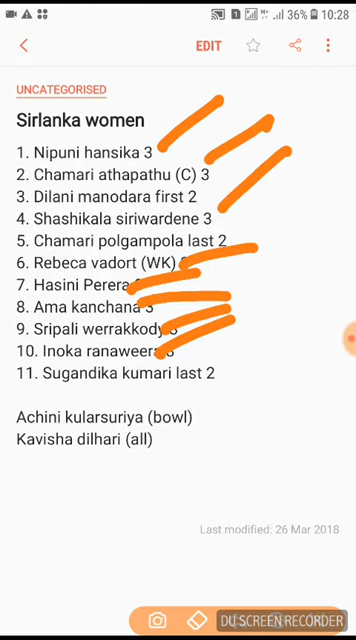 36% 10:28
EDIT
UNCATEGORISED
Sirlanka women
1. Nipuni hansika 3
2. Chamari athapathu (C) 3
3. Dilani manodara first 2
4. Shashikala siriwardene 3
5. Chamari polgampola last 2
6. Rebeca vadort (WK)
7. Hasini Perera
8. Ama kanchana 3
9. Sripali werrakkody 3
10. Inoka ranaweera 3
11. Sugandika kumari last 2
Achini kularsuriya (bowl)
Kavisha dilhari (all)
Last modified: 26 Mar 2018
DU SCREEN RECORDER